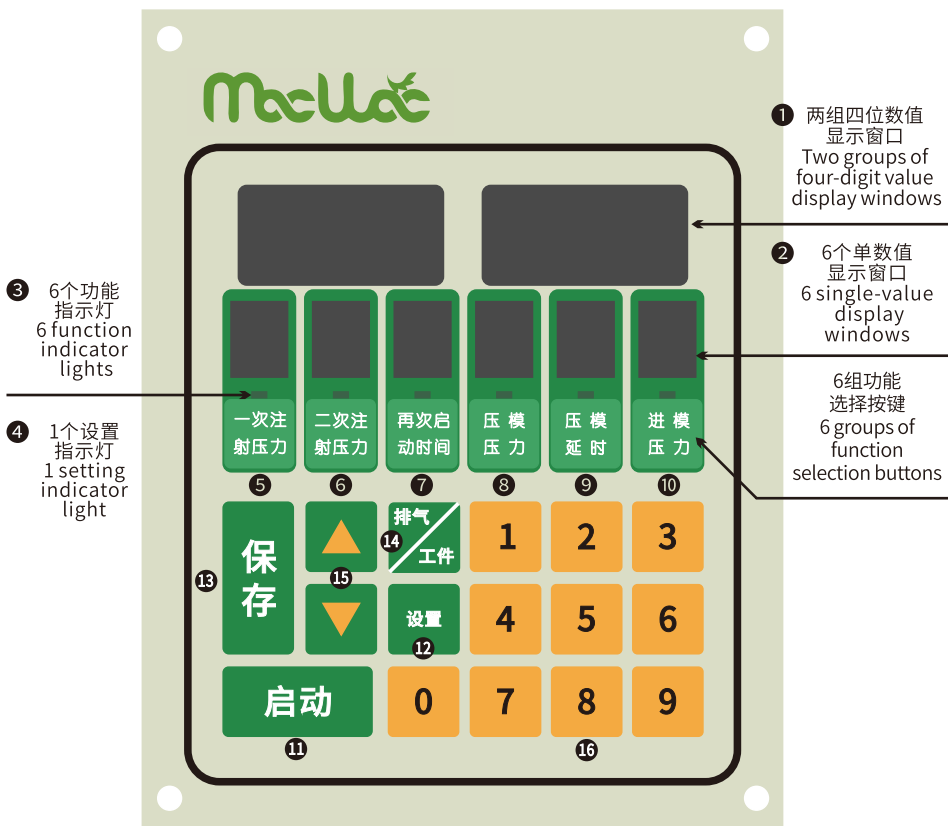 MacWac
❶ 两组四位数值
显示窗口
Two groups of
four-digit value
display windows
❷ 6个单数值
显示窗口
6 single-value
display
windows
❸ 6个功能
指示灯
6 function
indicator
lights
❹ 1个设置
指示灯
1 setting
indicator
light
6组功能
选择按键
6 groups of
function
selection buttons
一次注
射压力
二次注
射压力
再次启
动时间
压 模
压 力
压 模
延 时
进 模
压 力
❺ ❻ ❼ ❽ ❾ ❿
保
存
⓭
⓯
排气
工件
⓮
1 2 3
设置
⓬
4 5 6
启动
⓫
0 7 8 9
⓰